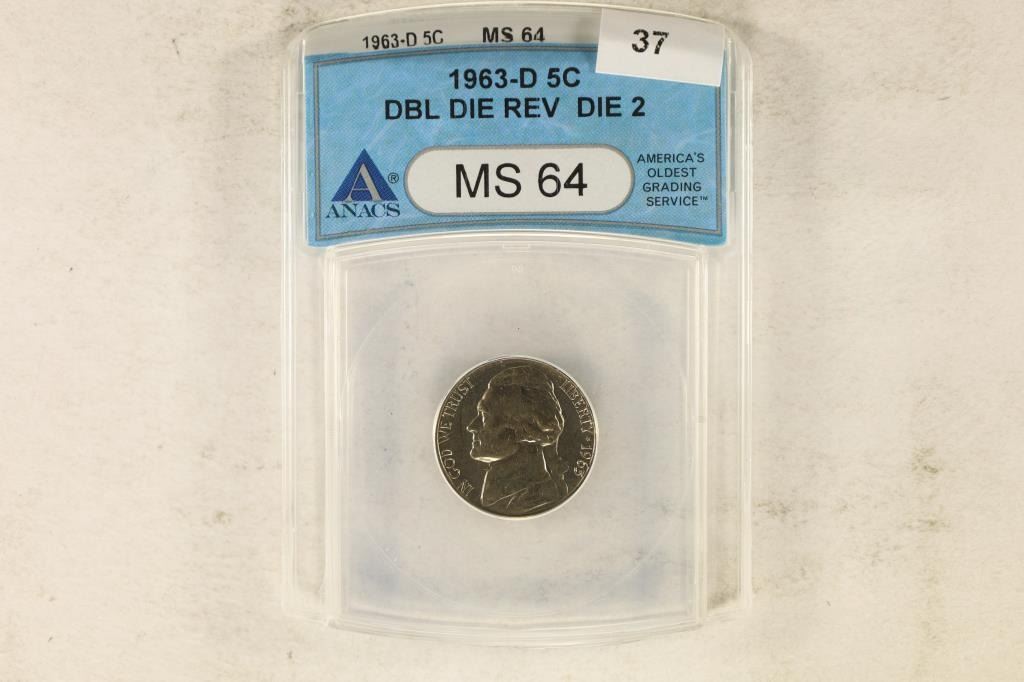 1963-D 5C MS 64
37
1963-D 5C
DBL DIE REV DIE 2
A ®
ANACS
MS 64
AMERICA'S
OLDEST
GRADING
SERVICE™
IN GOD WE TRUST
LIBERTY * 1963